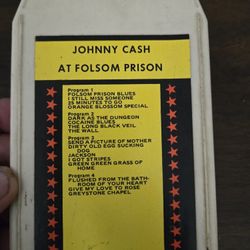 JOHNNY CASH
AT FOLSOM PRISON
Program 1
FOLSOM PRISON BLUES
I STILL MISS SOMEONE
25 MINUTES TO GO
ORANGE BLOSSOM SPECIAL
Program 2
DARK AS THE DUNGEON
COCAINE BLUES
THE LONG BLACK VEIL
THE WALL
Program 3
SEND A PICTURE OF MOTHER
DIRTY OLD EGG SUCKING
DOG
JACKSON
I GOT STRIPES
GREEN GREEN GRASS OF
HOME
Program 4
FLUSHED FROM THE BATH-
ROOM OF YOUR HEART
GIVE MY LOVE TO ROSE
GREYSTONE CHAPEL